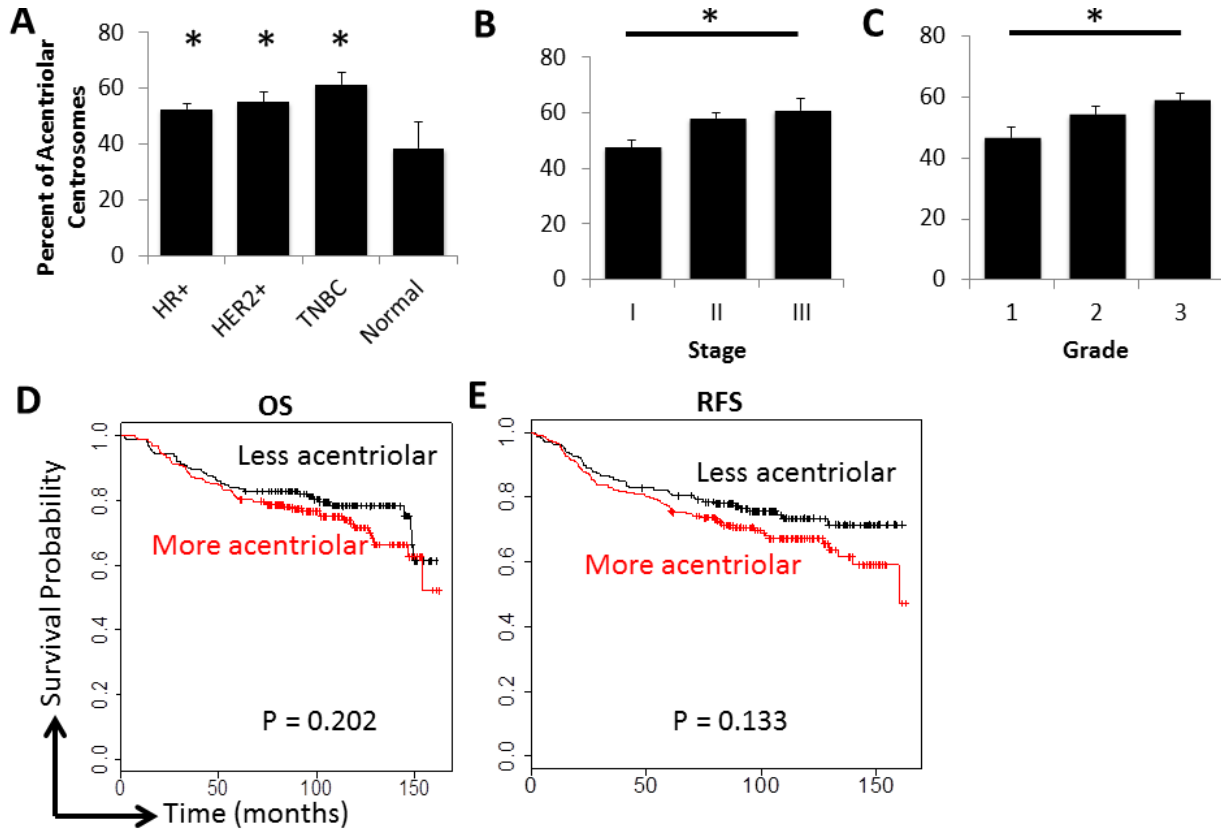 A
*
*
*
Percent of Acentriolar
Centrosomes
80
60
40
20
0
HR+
HER2+
TNBC
Normal
B
*
80
60
40
20
0
I
II
III
Stage
C
*
80
60
40
20
0
1
2
3
Grade
D
OS
Survival Probability
1.0
0.8
0.6
0.4
0.2
0.0
Less acentriolar
More acentriolar
P = 0.202
0
50
100
150
Time (months)
E
RFS
1.0
0.8
0.6
0.4
0.2
0.0
Less acentriolar
More acentriolar
P = 0.133
0
50
100
150